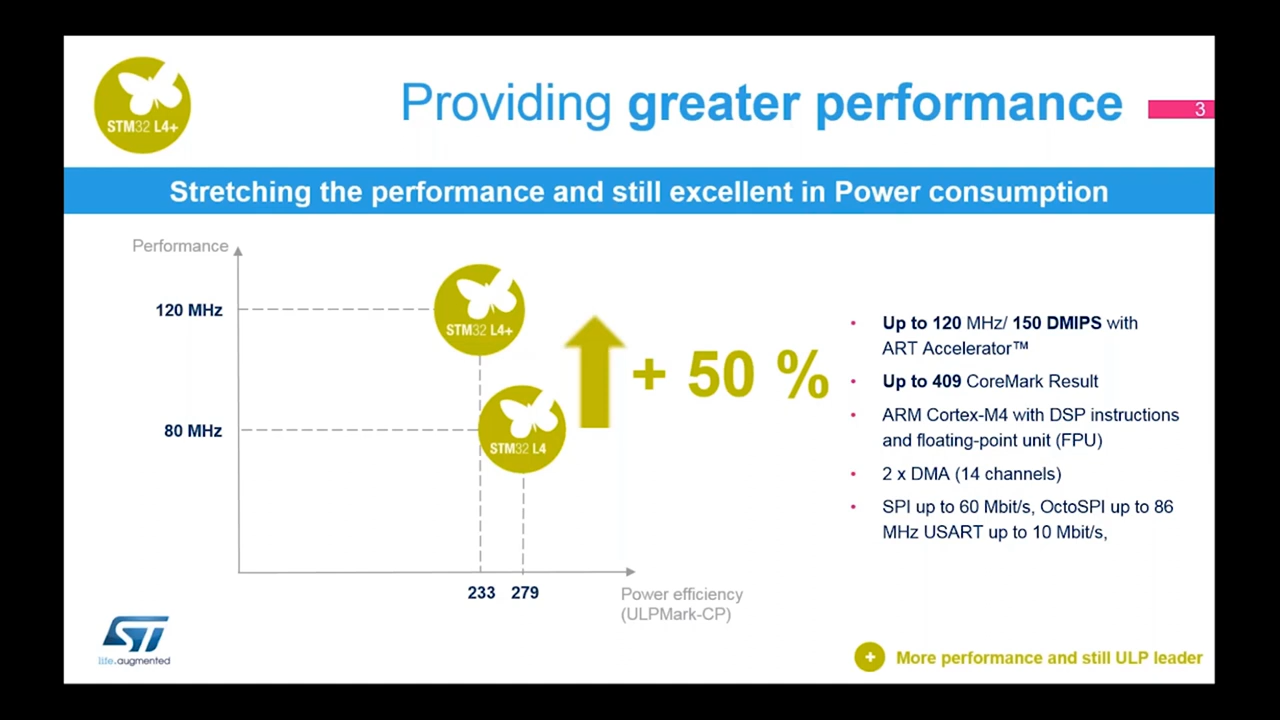 STM32 L4+
Providing greater performance
3
Stretching the performance and still excellent in Power consumption
Performance
120 MHz
STM32 L4+
+ 50 %
80 MHz
STM32 L4
233 279
Power efficiency
(ULPMark-CP)
• Up to 120 MHz/ 150 DMIPS with
ART Accelerator™
• Up to 409 CoreMark Result
• ARM Cortex-M4 with DSP instructions
and floating-point unit (FPU)
• 2 x DMA (14 channels)
• SPI up to 60 Mbit/s, OctoSPI up to 86
MHz USART up to 10 Mbit/s,
ST
life.augmented
+ More performance and still ULP leader